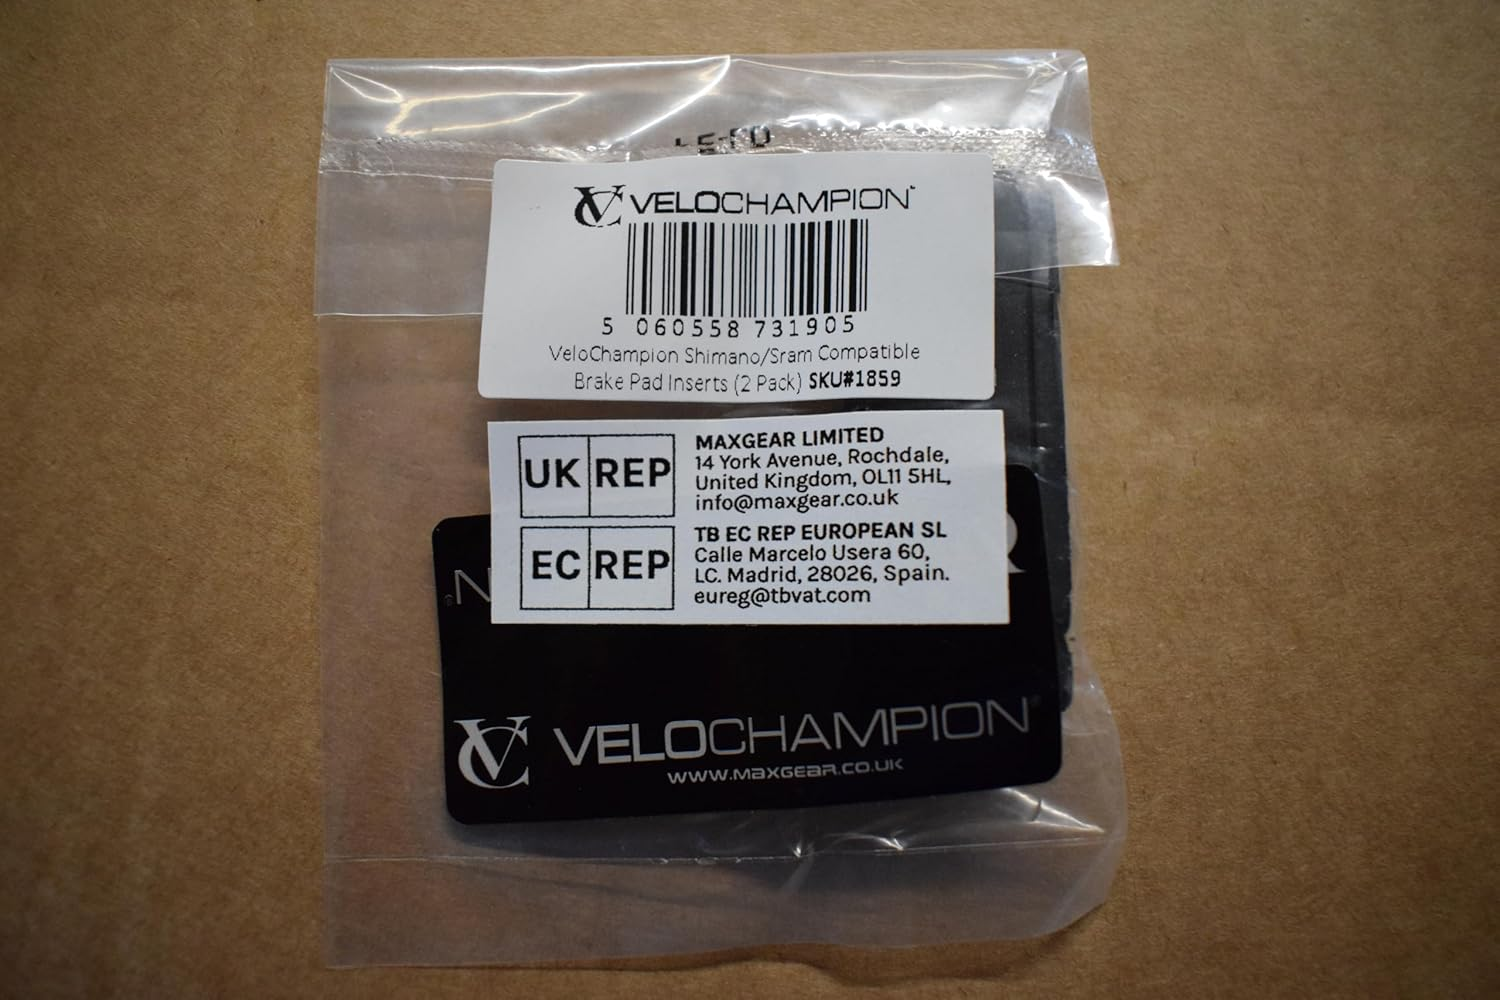 VC VELOCHAMPION
5 060558 731905
VeloChampion Shimano/Sram Compatible
Brake Pad Inserts (2 Pack) SKU#1859
UK REP
MAXGEAR LIMITED
14 York Avenue, Rochdale,
United Kingdom, OL11 5HL,
info@maxgear.co.uk
EC REP
TB EC REP EUROPEAN SL
Calle Marcelo Usera 60,
LC. Madrid, 28026, Spain.
eureg@tbvat.com
VC VELOCHAMPION
WWW.MAXGEAR.CO.UK